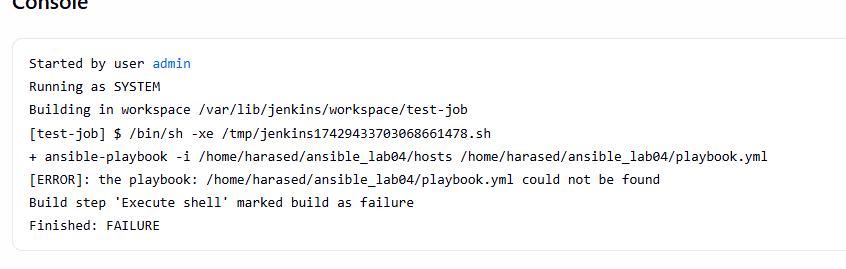 Console
Started by user admin
Running as SYSTEM
Building in workspace /var/lib/jenkins/workspace/test-job
[test-job] $ /bin/sh -xe /tmp/jenkins17429433703068661478.sh
+ ansible-playbook -i /home/harased/ansible_lab04/hosts /home/harased/ansible_lab04/playbook.yml
[ERROR]: the playbook: /home/harased/ansible_lab04/playbook.yml could not be found
Build step 'Execute shell' marked build as failure
Finished: FAILURE